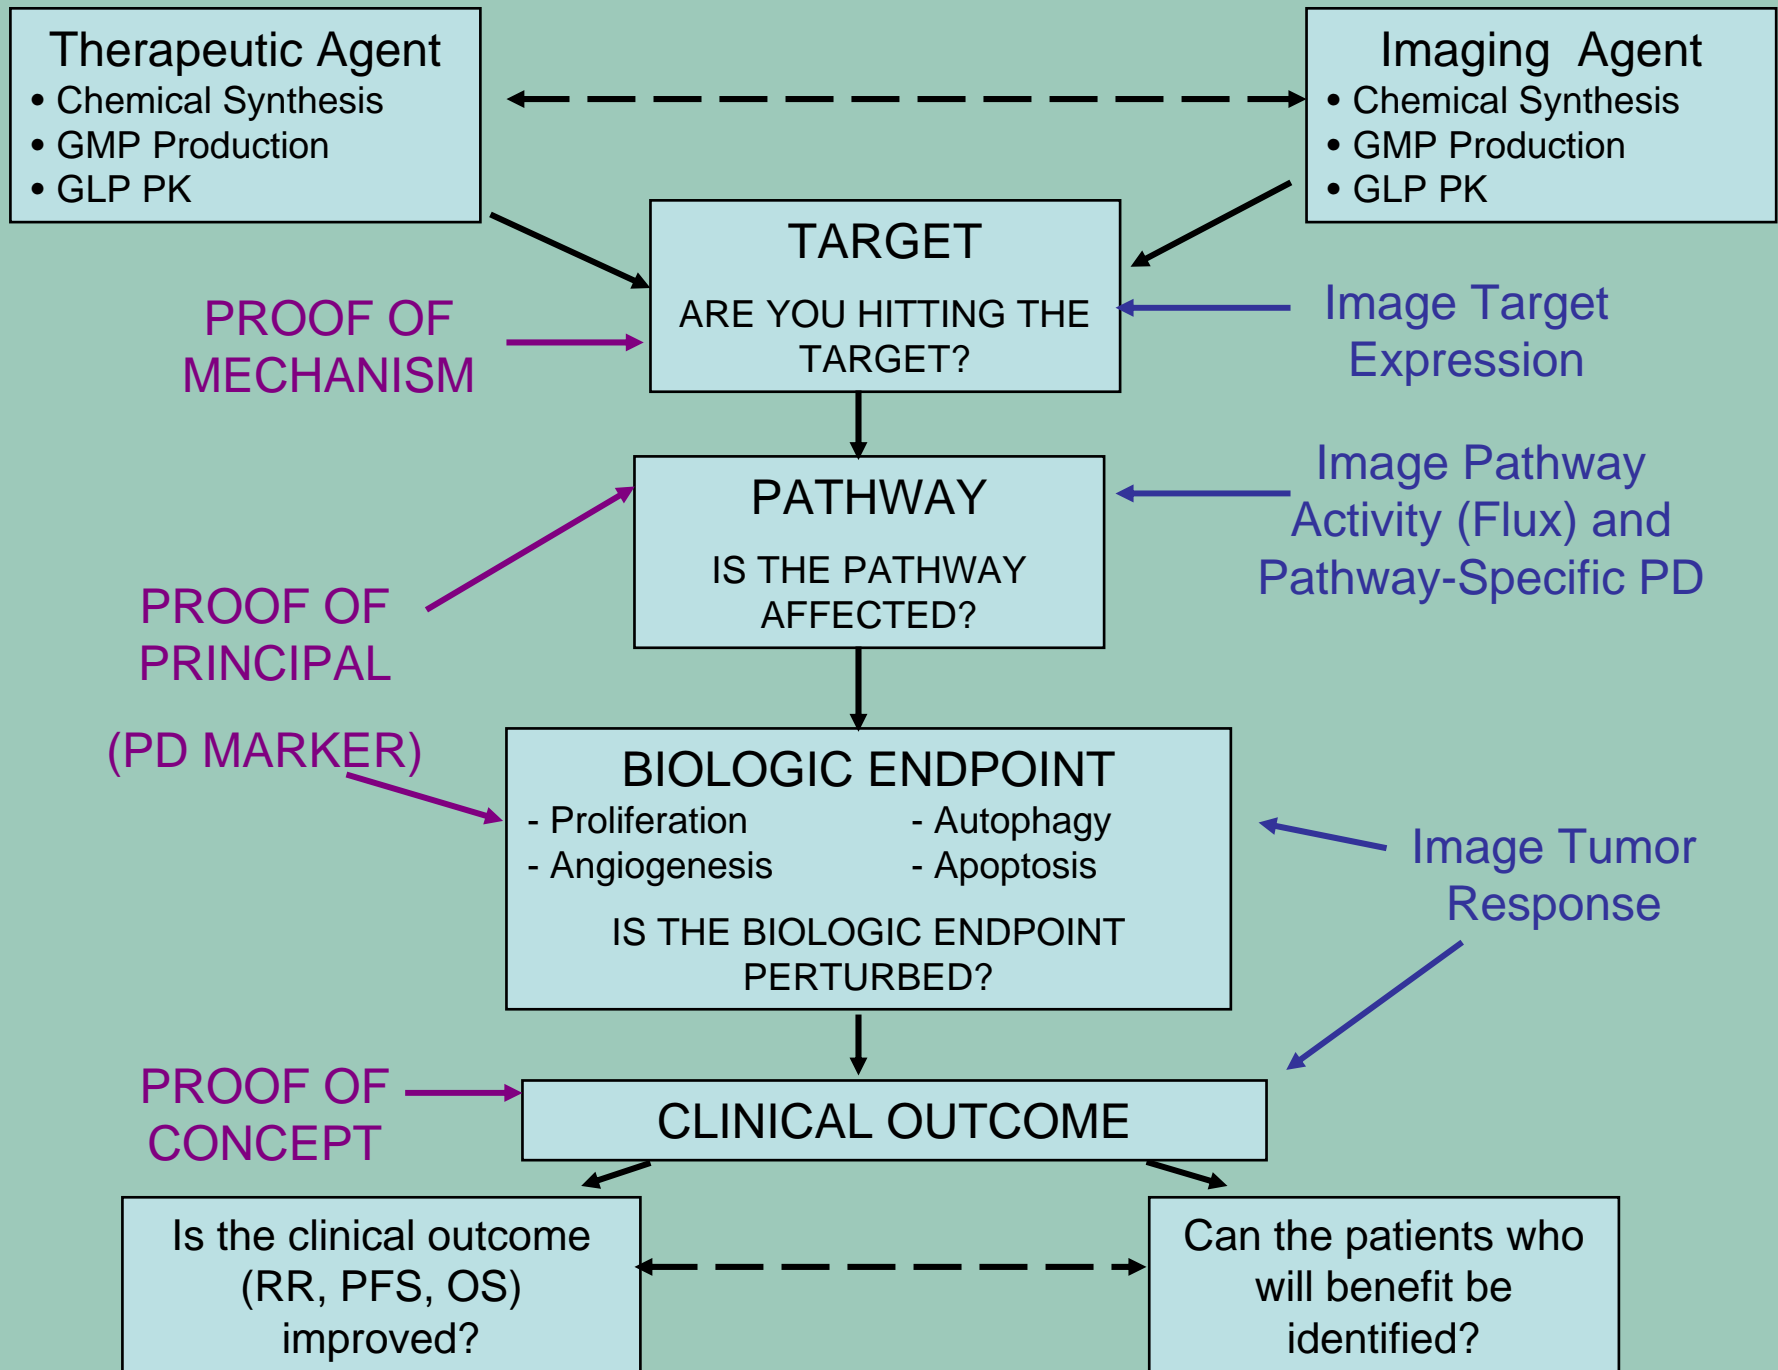 Therapeutic Agent
• Chemical Synthesis
• GMP Production
• GLP PK
Imaging Agent
• Chemical Synthesis
• GMP Production
• GLP PK
TARGET
ARE YOU HITTING THE
TARGET?
PROOF OF
MECHANISM
Image Target
Expression
PATHWAY
IS THE PATHWAY
AFFECTED?
Image Pathway
Activity (Flux) and
Pathway-Specific PD
PROOF OF
PRINCIPAL
(PD MARKER)
BIOLOGIC ENDPOINT
- Proliferation - Autophagy
- Angiogenesis - Apoptosis
IS THE BIOLOGIC ENDPOINT
PERTURBED?
Image Tumor
Response
PROOF OF
CONCEPT
CLINICAL OUTCOME
Is the clinical outcome
(RR, PFS, OS)
improved?
Can the patients who
will benefit be
identified?